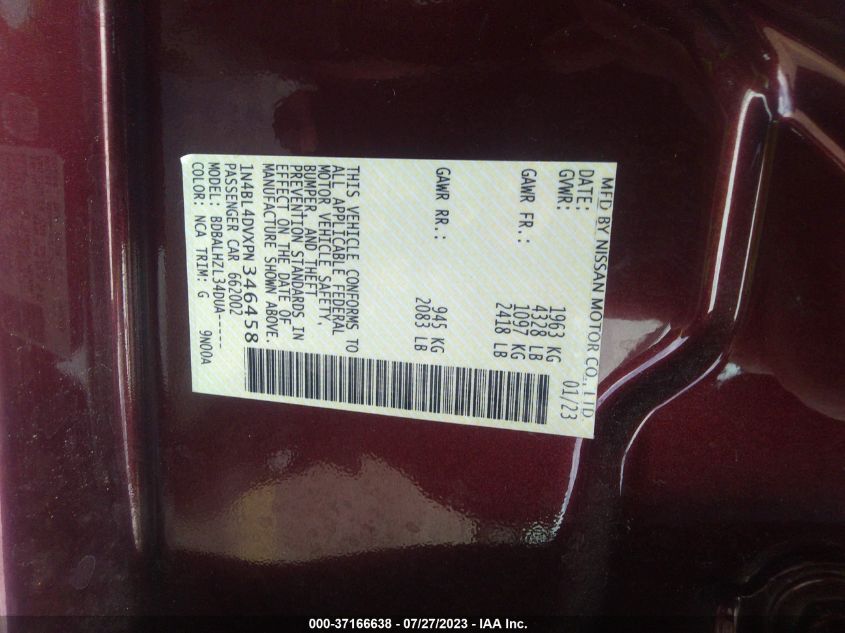 MFD BY NISSAN MOTOR CO., LTD
DATE: 01/23
GVWR: 1963 KG
4328 LB
GAWR FR.: 1097 KG
2418 LB
GAWR RR.: 945 KG
2083 LB
THIS VEHICLE CONFORMS TO
ALL APPLICABLE FEDERAL
MOTOR VEHICLE SAFETY,
BUMPER, AND THEFT
PREVENTION STANDARDS IN
EFFECT ON THE DATE OF
MANUFACTURE SHOWN ABOVE.
1N4BL4DVXPN346458
PASSENGER CAR 662002
MODEL: BDBALHZL34DUA-----
COLOR: NCA TRIM: G 9N00A
000-37166638 - 07/27/2023 - IAA Inc.